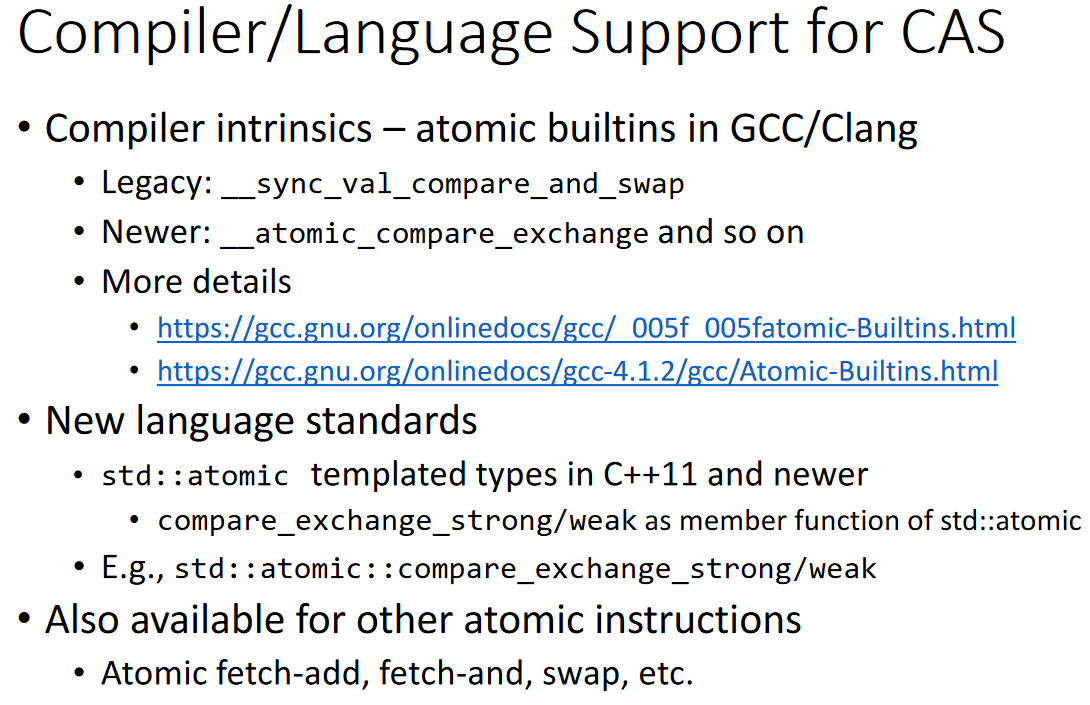 Compiler/Language Support for CAS
• Compiler intrinsics – atomic builtins in GCC/Clang
• Legacy: __sync_val_compare_and_swap
• Newer: __atomic_compare_exchange and so on
• More details
• https://gcc.gnu.org/onlinedocs/gcc/_005f_005fatomic-Builtins.html
• https://gcc.gnu.org/onlinedocs/gcc-4.1.2/gcc/Atomic-Builtins.html
• New language standards
• std::atomic templated types in C++11 and newer
• compare_exchange_strong/weak as member function of std::atomic
• E.g., std::atomic::compare_exchange_strong/weak
• Also available for other atomic instructions
• Atomic fetch-add, fetch-and, swap, etc.